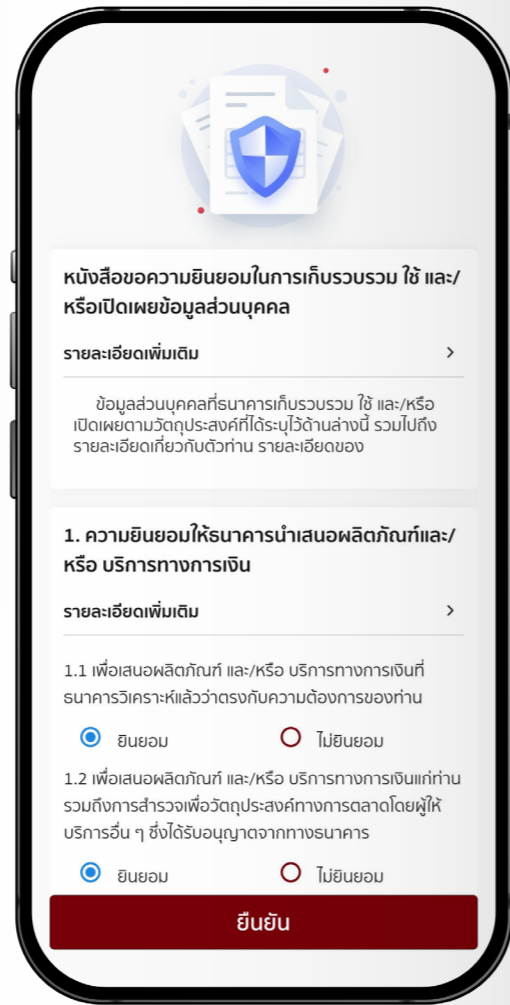 หนังสือขอความยินยอมในการเก็บรวบรวม ใช้ และ/
หรือเปิดเผยข้อมูลส่วนบุคคล
รายละเอียดเพิ่มเติม
ข้อมูลส่วนบุคคลที่ธนาคารเก็บรวบรวม ใช้ และ/หรือ
เปิดเผยตามวัตถุประสงค์ที่ได้ระบุไว้ด้านล่างนี้ รวมไปถึง
รายละเอียดเกี่ยวกับตัวท่าน รายละเอียดของ
1. ความยินยอมให้ธนาคารนำเสนอผลิตภัณฑ์และ/
หรือ บริการทางการเงิน
รายละเอียดเพิ่มเติม
1.1 เพื่อเสนอผลิตภัณฑ์ และ/หรือ บริการทางการเงินที่
ธนาคารวิเคราะห์แล้วว่าตรงกับความต้องการของท่าน
ยินยอม ไม่ยินยอม
1.2 เพื่อเสนอผลิตภัณฑ์ และ/หรือ บริการทางการเงินแก่ท่าน
รวมถึงการสำรวจเพื่อวัตถุประสงค์ทางการตลาดโดยผู้ให้
บริการอื่น ๆ ซึ่งได้รับอนุญาตจากทางธนาคาร
ยินยอม ไม่ยินยอม
ยืนยัน